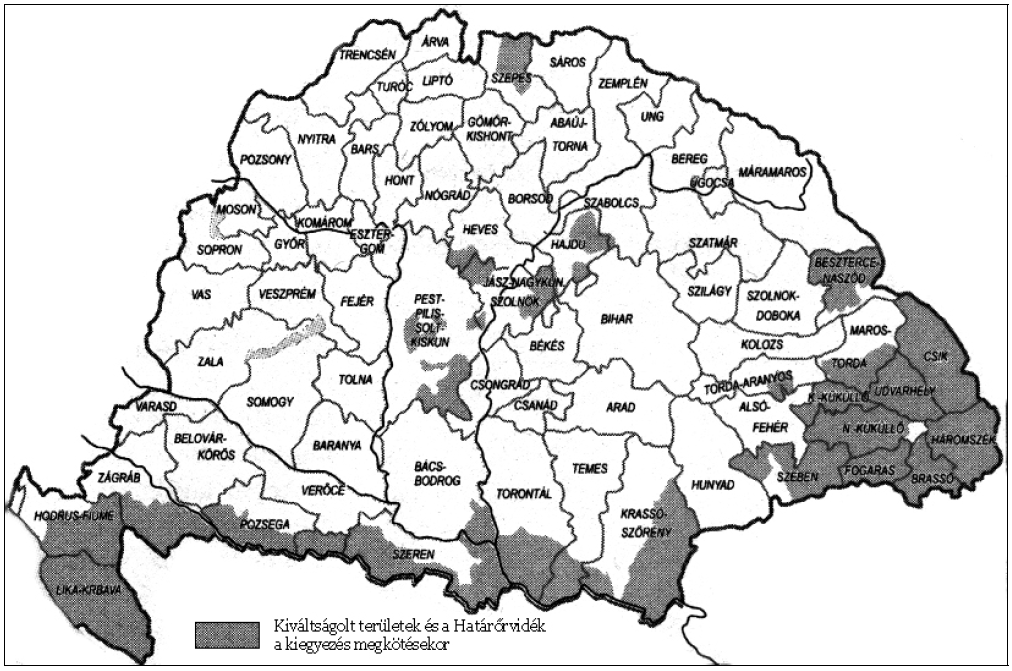 TRENCSÉN
ÁRVA
TURÓC
LIPTÓ
SZEPES
SÁROS
ZEMPLÉN
UNG
NYITRA
BARS
ZÓLYOM
GÖMÖR-
KISHONT
ABAÚJ-
TORNA
POZSONY
HONT
NÓGRÁD
BORSOD
BEREG
UGOCSA
MÁRAMAROS
MOSON
KOMÁROM
ESZTER-
GOM
HEVES
SZABOLCS
SOPRON
GYŐR
HAJDU
SZATMÁR
BESZTERCE-
NASZÓD
VAS
VESZPRÉM
FEJÉR
PEST-
PILIS-
SOLT-
KISKUN
JÁSZ-NAGYKUN
SZOLNOK
SZILÁGY
SZOLNOK-
DOBOKA
BIHAR
BÉKÉS
KOLOZS
MAROS-
TORDA
CSIK
ZALA
TOLNA
CSONGRÁD
TORDA-ARANYOS
UDVARHELY
SOMOGY
CSANÁD
ARAD
ALSÓ-
FEHÉR
K.-KÜKÜLLŐ
N.-KÜKÜLLŐ
HÁROMSZÉK
VARASD
BELOVÁR-
KŐRÖS
BARANYA
BÁCS-
BODROG
TEMES
HUNYAD
SZEBEN
FOGARAS
BRASSÓ
ZÁGRÁB
VERŐCE
TORONTÁL
KRASSÓ-
SZÖRÉNY
HODRUS-FIUME
POZSEGA
SZEREN
LIKA-KRBAVA
Kiváltságolt területek és a Határőrvidék
a kiegyezés megkötésekor